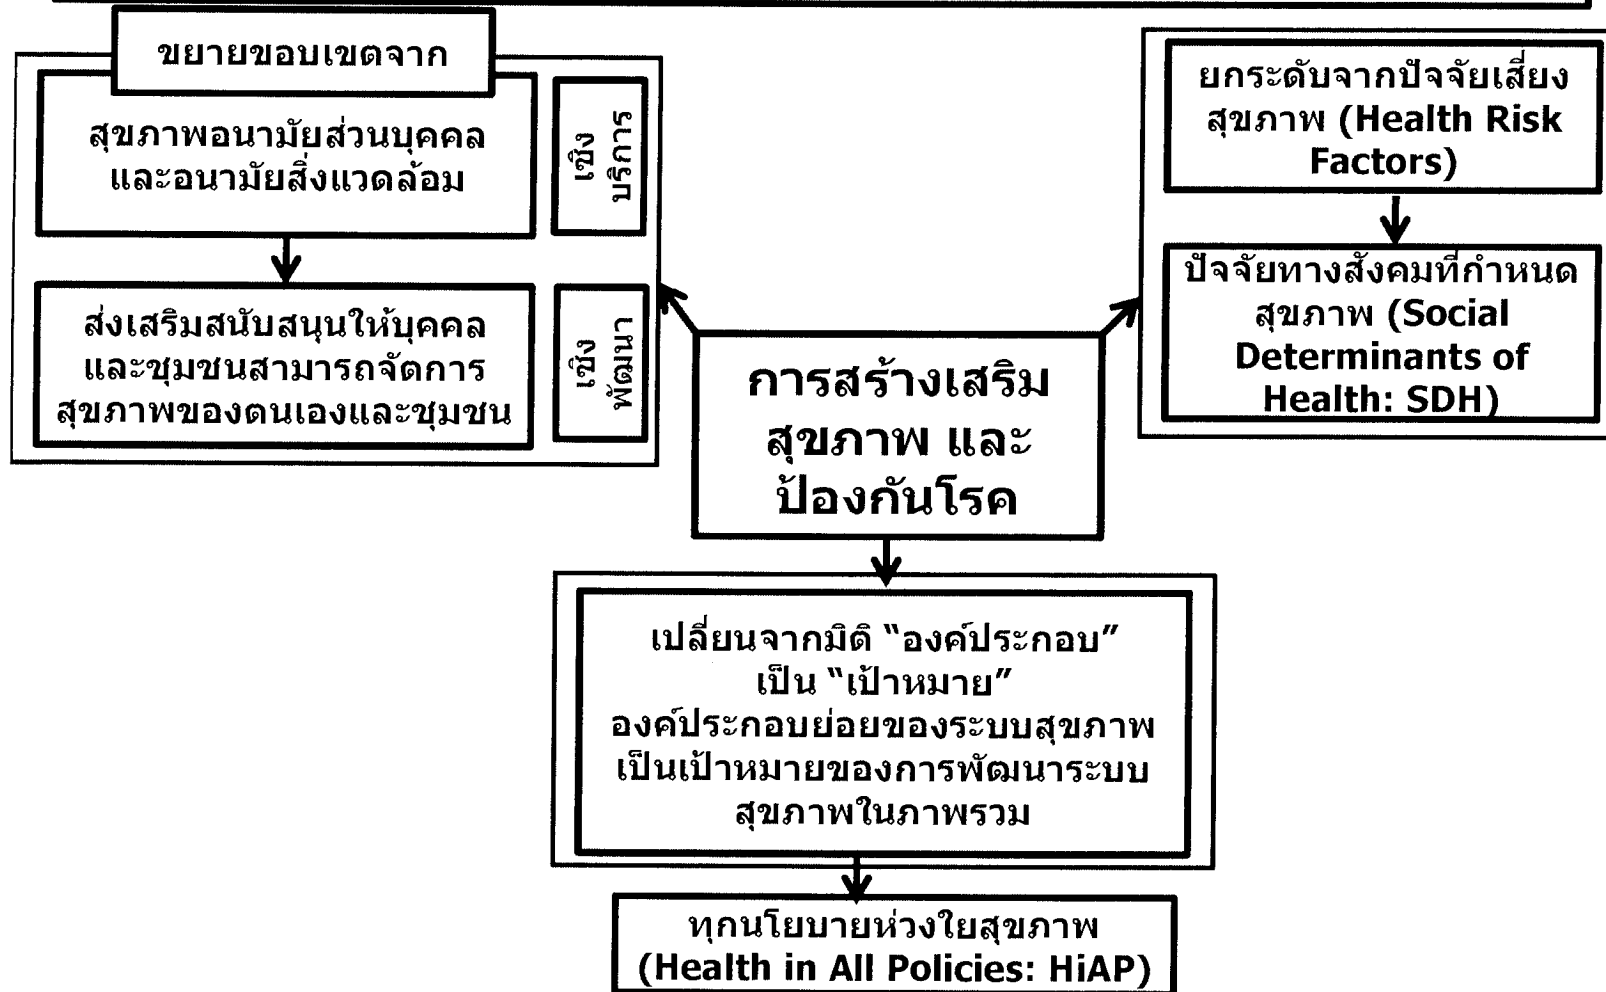 ขยายขอบเขตจาก
สุขภาพอนามัยส่วนบุคคล
และอนามัยสิ่งแวดล้อม
เชิง
บริการ
ส่งเสริมสนับสนุนให้บุคคล
และชุมชนสามารถจัดการ
สุขภาพของตนเองและชุมชน
เชิง
พัฒนา
ยกระดับจากปัจจัยเสี่ยง
สุขภาพ (Health Risk
Factors)
ปัจจัยทางสังคมที่กำหนด
สุขภาพ (Social
Determinants of
Health: SDH)
การสร้างเสริม
สุขภาพ และ
ป้องกันโรค
เปลี่ยนจากมิติ “องค์ประกอบ”
เป็น “เป้าหมาย”
องค์ประกอบย่อยของระบบสุขภาพ
เป็นเป้าหมายของการพัฒนาระบบ
สุขภาพในภาพรวม
ทุกนโยบายห่วงใยสุขภาพ
(Health in All Policies: HiAP)